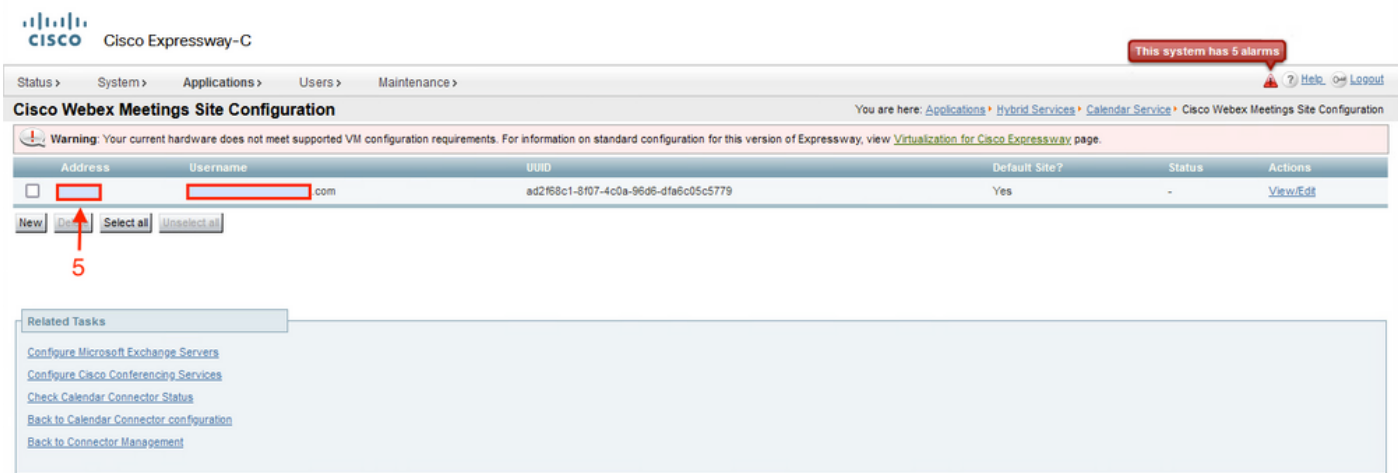 CISCO Cisco Expressway-C
This system has 5 alarms
Status > System > Applications > Users > Maintenance > ? Help Logout
Cisco Webex Meetings Site Configuration You are here: Applications Hybrid Services Calendar Service Cisco Webex Meetings Site Configuration
Warning: Your current hardware does not meet supported VM configuration requirements. For information on standard configuration for this version of Expressway, view Virtualization for Cisco Expressway page.
Address Username UUID Default Site? Status Actions
.com ad2f68c1-8f07-4c0a-96d6-dfa6c05c5779 Yes - View/Edit
New Delete Select all Unselect all
5
Related Tasks
Configure Microsoft Exchange Servers
Configure Cisco Conferencing Services
Check Calendar Connector Status
Back to Calendar Connector configuration
Back to Connector Management